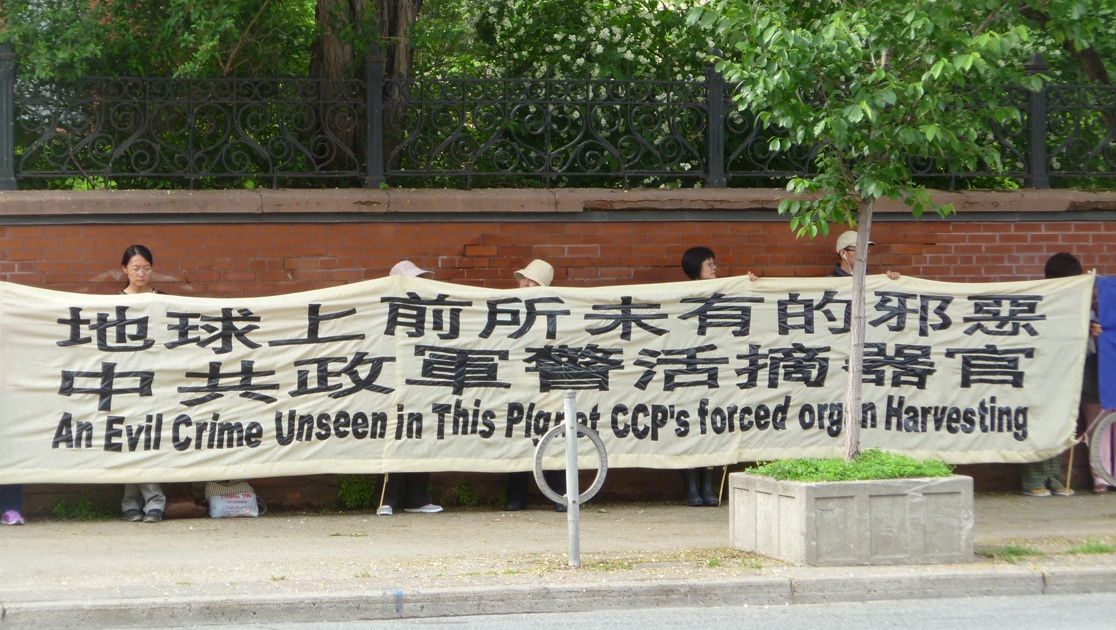 地球上前所未有的邪惡
中共政軍警活摘器官
An Evil Crime Unseen in This Planet CCP's forced organ Harvesting